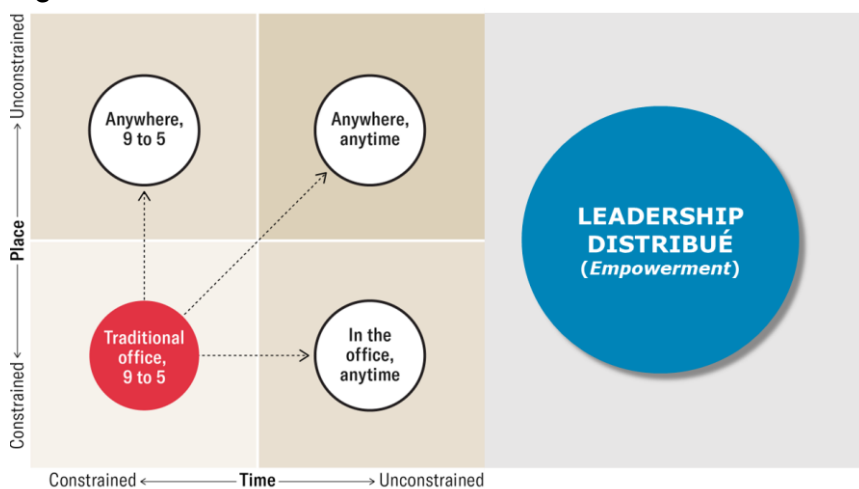 Unconstrained
Place
Constrained
Anywhere,
9 to 5
Anywhere,
anytime
Traditional
office,
9 to 5
In the
office,
anytime
Constrained
Time
Unconstrained
LEADERSHIP
DISTRIBUÉ
(Empowerment)